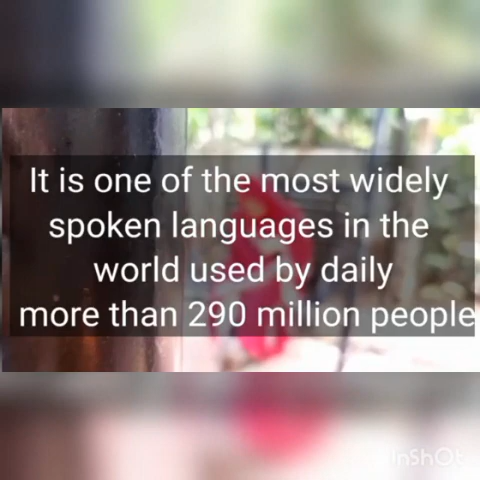 It is one of the most widely
spoken languages in the
world used by daily
more than 290 million people
InShOt